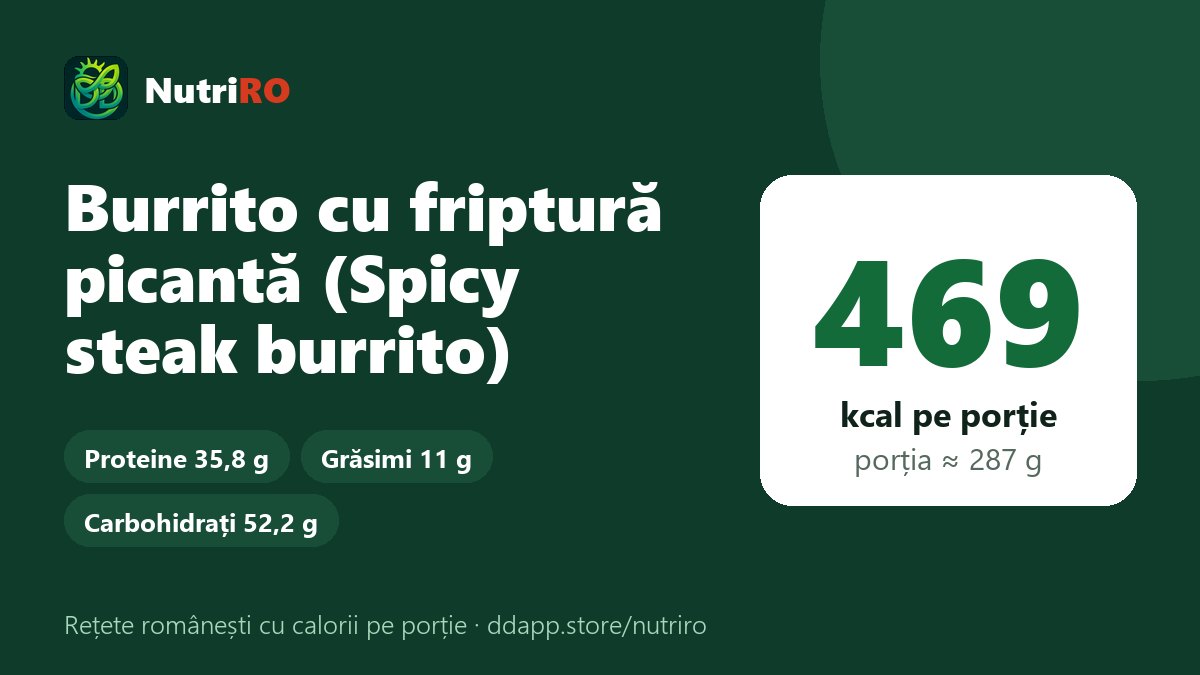 NutriRO
Burrito cu friptură
picantă (Spicy
steak burrito)
Proteine 35,8 g
Grăsimi 11 g
Carbohidrați 52,2 g
469
kcal pe porție
porția ≈ 287 g
Rețete românești cu calorii pe porție · ddapp.store/nutriro